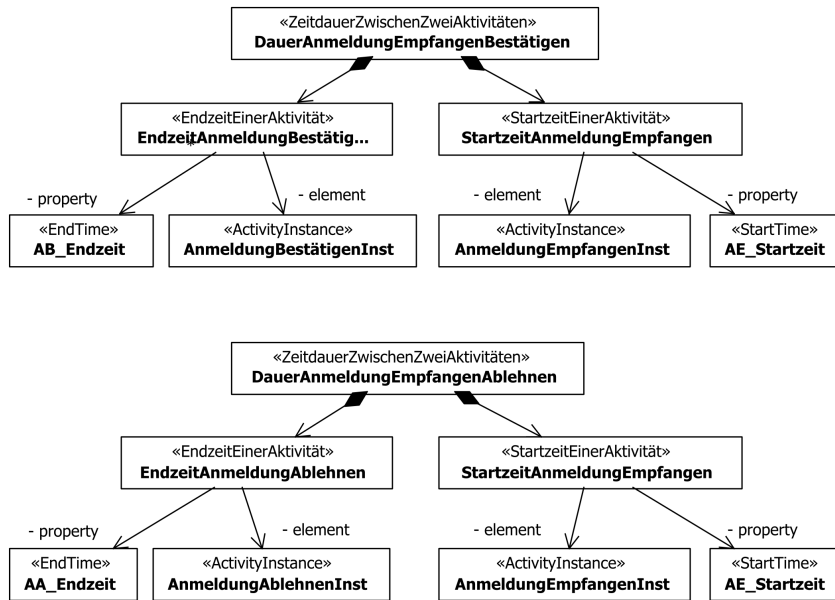 «ZeitdauerZwischenZweiAktivitäten»
DauerAnmeldungEmpfangenBestätigen
«EndzeitEinerAktivität»
EndzeitAnmeldungBestätig...
«StartzeitEinerAktivität»
StartzeitAnmeldungEmpfangen
- property
- element
- element
- property
«EndTime»
AB_Endzeit
«ActivityInstance»
AnmeldungBestätigenInst
«ActivityInstance»
AnmeldungEmpfangenInst
«StartTime»
AE_Startzeit
«ZeitdauerZwischenZweiAktivitäten»
DauerAnmeldungEmpfangenAblehnen
«EndzeitEinerAktivität»
EndzeitAnmeldungAblehnen
«StartzeitEinerAktivität»
StartzeitAnmeldungEmpfangen
- property
- element
- element
- property
«EndTime»
AA_Endzeit
«ActivityInstance»
AnmeldungAblehnenInst
«ActivityInstance»
AnmeldungEmpfangenInst
«StartTime»
AE_Startzeit